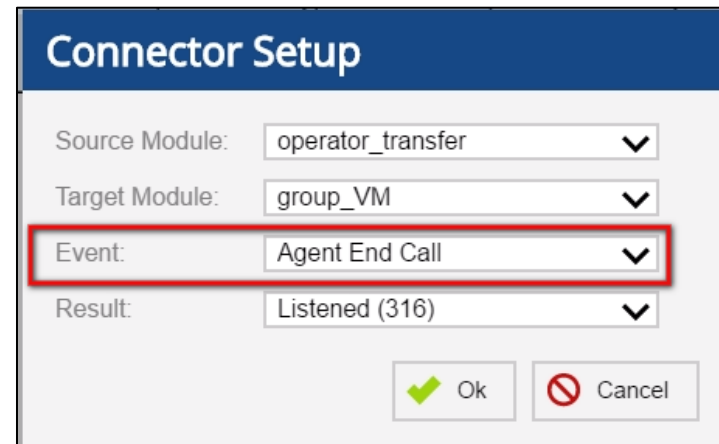 Connector Setup
Source Module: operator_transfer
Target Module: group_VM
Event: Agent End Call
Result: Listened (316)
Ok Cancel